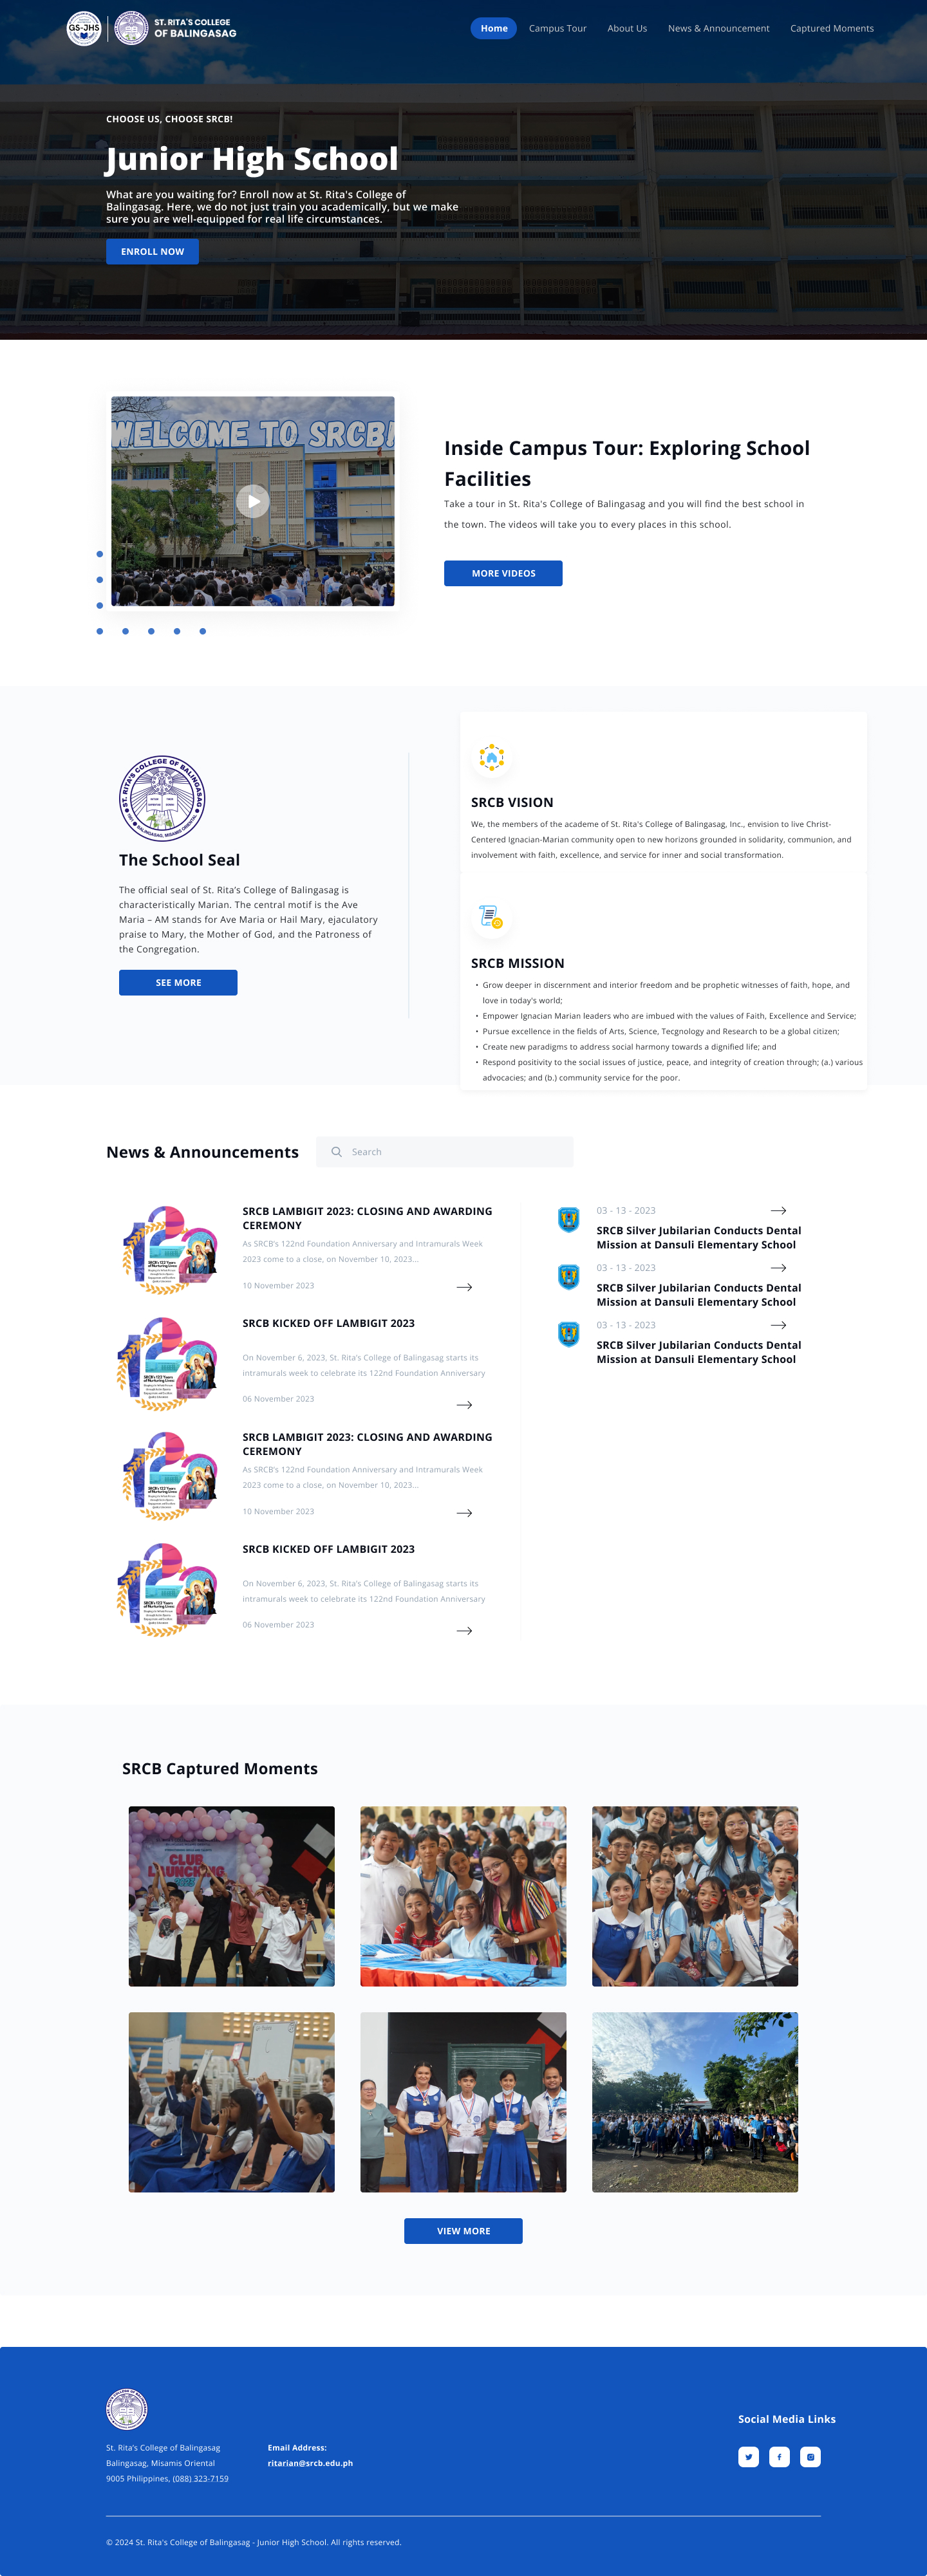 GS-JHS
ST. RITA'S COLLEGE
OF BALINGASAG
Home
Campus Tour
About Us
News & Announcement
Captured Moments
CHOOSE US, CHOOSE SRCB!
Junior High School
What are you waiting for? Enroll now at St. Rita's College of
Balingasag. Here, we do not just train you academically, but we make
sure you are well-equipped for real life circumstances.
ENROLL NOW
WELCOME TO SRCB!
Inside Campus Tour: Exploring School
Facilities
Take a tour in St. Rita's College of Balingasag and you will find the best school in
the town. The videos will take you to every places in this school.
MORE VIDEOS
ST. RITA'S COLLEGE OF BALINGASAG
BALINGASAG, MISAMIS ORIENTAL
The School Seal
The official seal of St. Rita's College of Balingasag is
characteristically Marian. The central motif is the Ave
Maria – AM stands for Ave Maria or Hail Mary, ejaculatory
praise to Mary, the Mother of God, and the Patroness of
the Congregation.
SEE MORE
SRCB VISION
We, the members of the academe of St. Rita's College of Balingasag, Inc., envision to live Christ-
Centered Ignacian-Marian community open to new horizons grounded in solidarity, communion, and
involvement with faith, excellence, and service for inner and social transformation.
SRCB MISSION
• Grow deeper in discernment and interior freedom and be prophetic witnesses of faith, hope, and
love in today's world;
• Empower Ignacian Marian leaders who are imbued with the values of Faith, Excellence and Service;
• Pursue excellence in the fields of Arts, Science, Tecgnology and Research to be a global citizen;
• Create new paradigms to address social harmony towards a dignified life; and
• Respond positivity to the social issues of justice, peace, and integrity of creation through; (a.) various
advocacies; and (b.) community service for the poor.
News & Announcements
Search
SRCB LAMBIGIT 2023: CLOSING AND AWARDING
CEREMONY
As SRCB's 122nd Foundation Anniversary and Intramurals Week
2023 come to a close, on November 10, 2023...
10 November 2023
SRCB KICKED OFF LAMBIGIT 2023
On November 6, 2023, St. Rita's College of Balingasag starts its
intramurals week to celebrate its 122nd Foundation Anniversary
06 November 2023
SRCB LAMBIGIT 2023: CLOSING AND AWARDING
CEREMONY
As SRCB's 122nd Foundation Anniversary and Intramurals Week
2023 come to a close, on November 10, 2023...
10 November 2023
SRCB KICKED OFF LAMBIGIT 2023
On November 6, 2023, St. Rita's College of Balingasag starts its
intramurals week to celebrate its 122nd Foundation Anniversary
06 November 2023
03 - 13 - 2023
SRCB Silver Jubilarian Conducts Dental
Mission at Dansuli Elementary School
03 - 13 - 2023
SRCB Silver Jubilarian Conducts Dental
Mission at Dansuli Elementary School
03 - 13 - 2023
SRCB Silver Jubilarian Conducts Dental
Mission at Dansuli Elementary School
SRCB Captured Moments
CLUB
LAUNCHING
VIEW MORE
St. Rita's College of Balingasag
Balingasag, Misamis Oriental
9005 Philippines, (088) 323-7159
Email Address:
ritarian@srcb.edu.ph
Social Media Links
© 2024 St. Rita's College of Balingasag - Junior High School. All rights reserved.